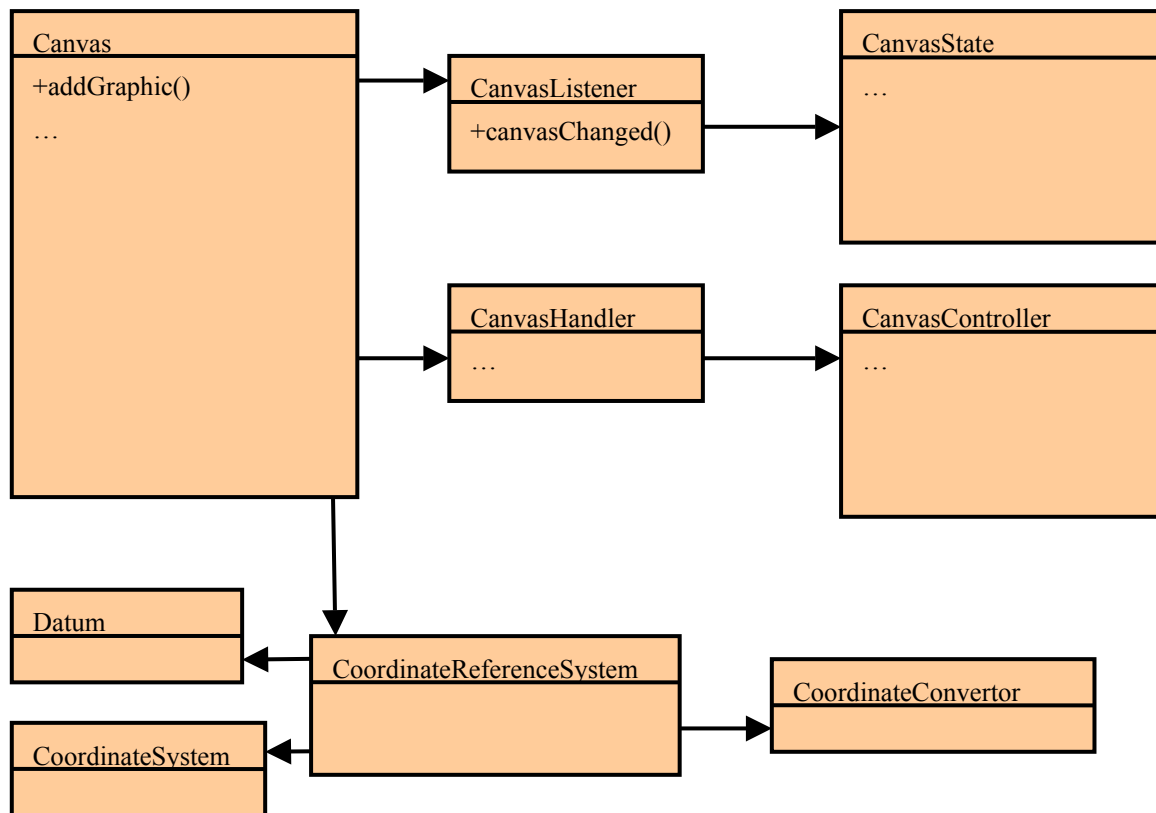 Canvas
+addGraphic()
…
CanvasListener
+canvasChanged()
CanvasState
…
CanvasHandler
…
CanvasController
…
Datum
CoordinateSystem
CoordinateReferenceSystem
CoordinateConvertor